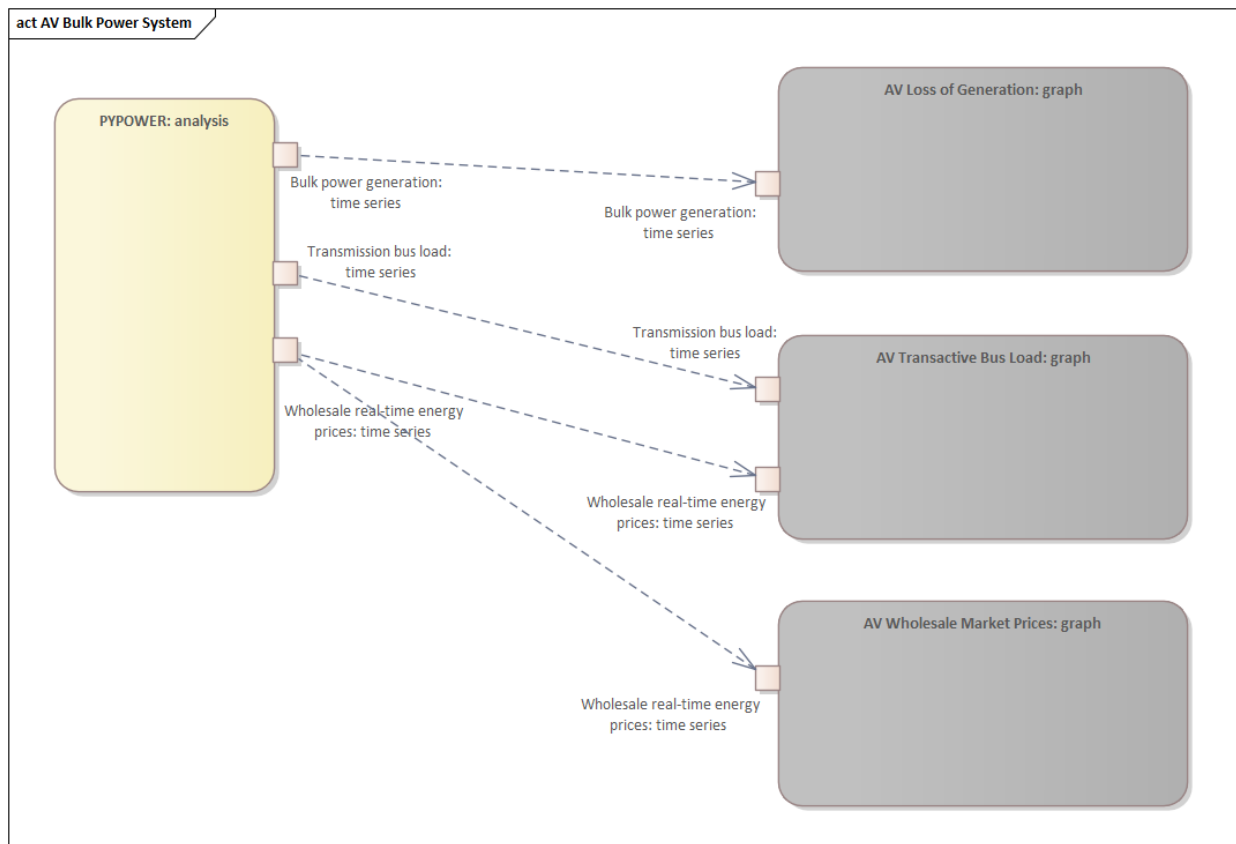 act AV Bulk Power System
PYPOWER: analysis
Bulk power generation:
time series
Transmission bus load:
time series
Wholesale real-time energy
prices: time series
AV Loss of Generation: graph
Bulk power generation:
time series
AV Transactive Bus Load: graph
Transmission bus load:
time series
Wholesale real-time energy
prices: time series
AV Wholesale Market Prices: graph
Wholesale real-time energy
prices: time series